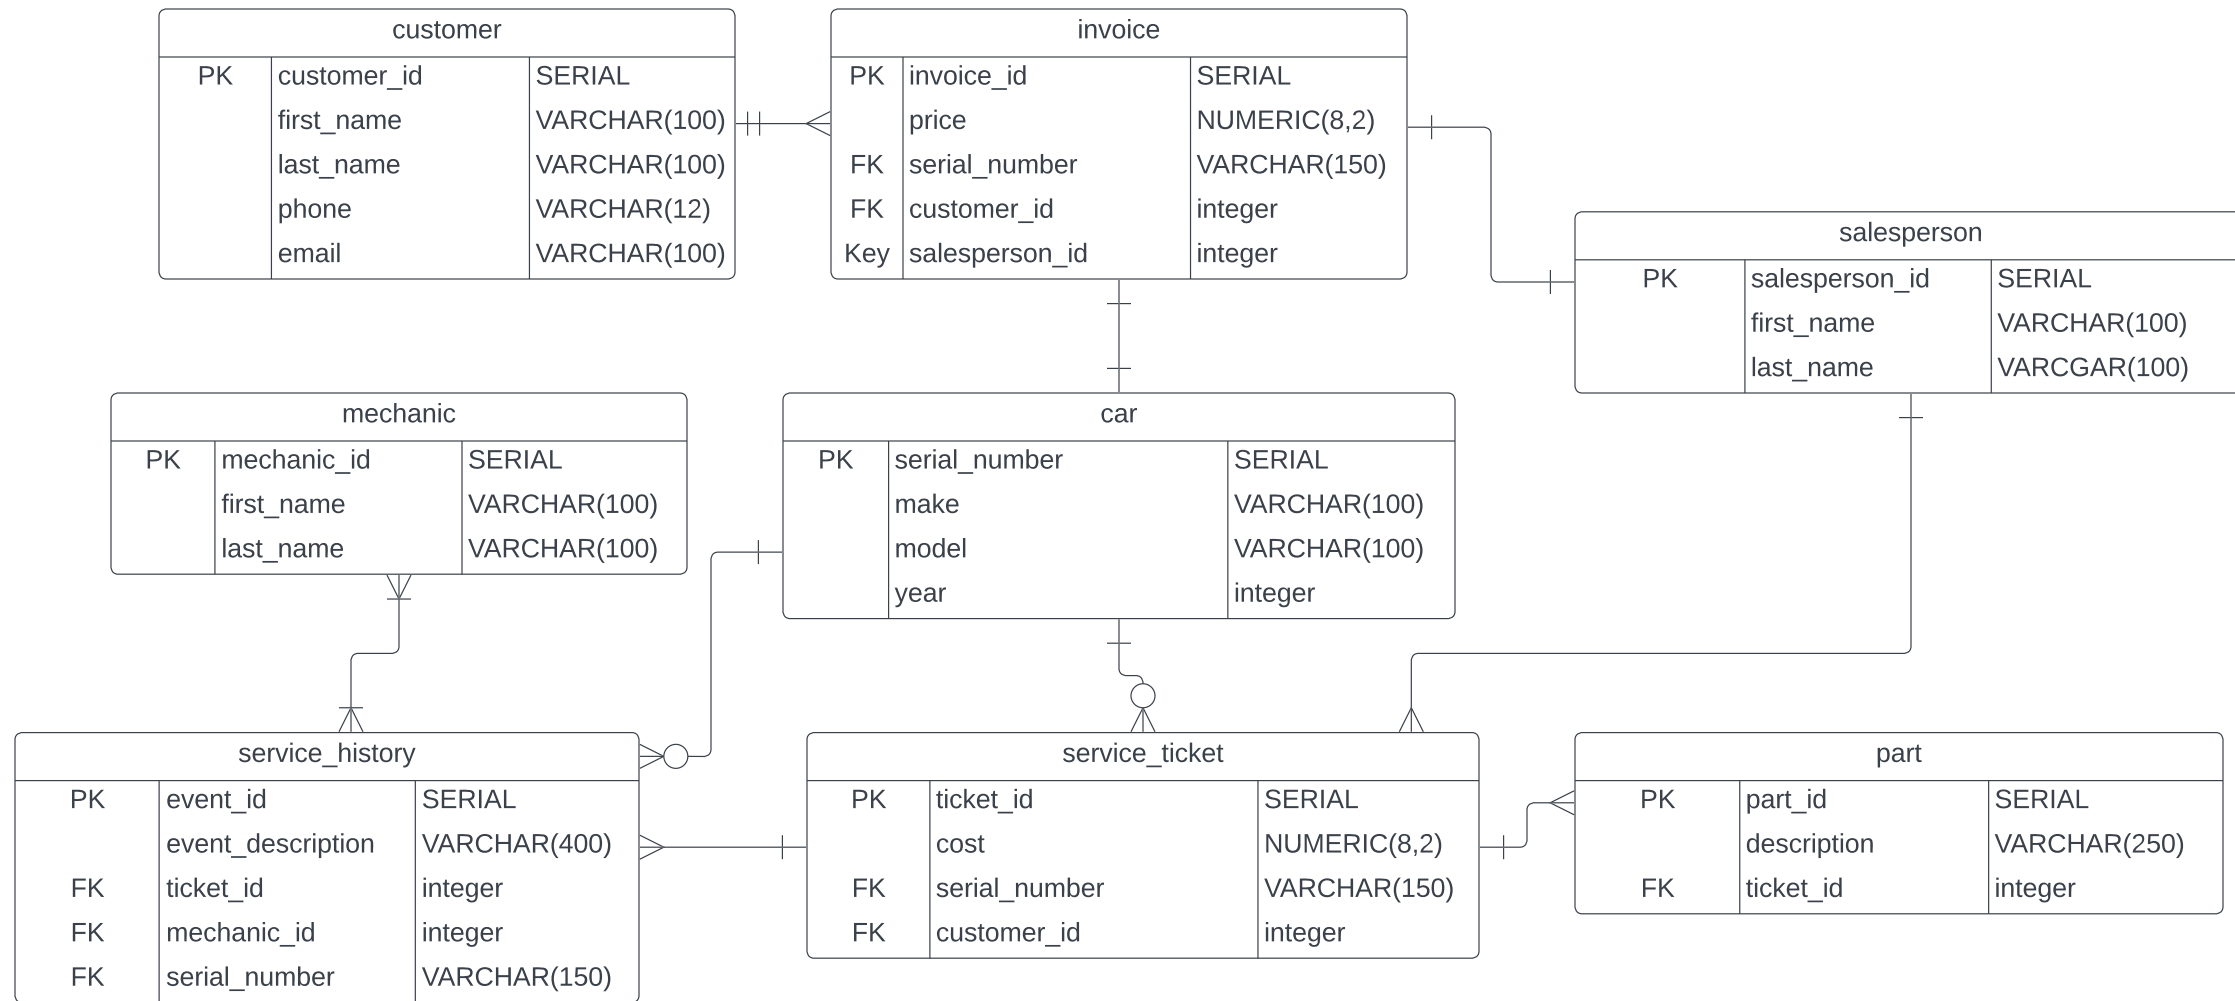 customer
PK customer_id SERIAL
first_name VARCHAR(100)
last_name VARCHAR(100)
phone VARCHAR(12)
email VARCHAR(100)
invoice
PK invoice_id SERIAL
price NUMERIC(8,2)
FK serial_number VARCHAR(150)
FK customer_id integer
Key salesperson_id integer
salesperson
PK salesperson_id SERIAL
first_name VARCHAR(100)
last_name VARCGAR(100)
mechanic
PK mechanic_id SERIAL
first_name VARCHAR(100)
last_name VARCHAR(100)
car
PK serial_number SERIAL
make VARCHAR(100)
model VARCHAR(100)
year integer
service_history
PK event_id SERIAL
event_description VARCHAR(400)
FK ticket_id integer
FK mechanic_id integer
FK serial_number VARCHAR(150)
service_ticket
PK ticket_id SERIAL
cost NUMERIC(8,2)
FK serial_number VARCHAR(150)
FK customer_id integer
part
PK part_id SERIAL
description VARCHAR(250)
FK ticket_id integer